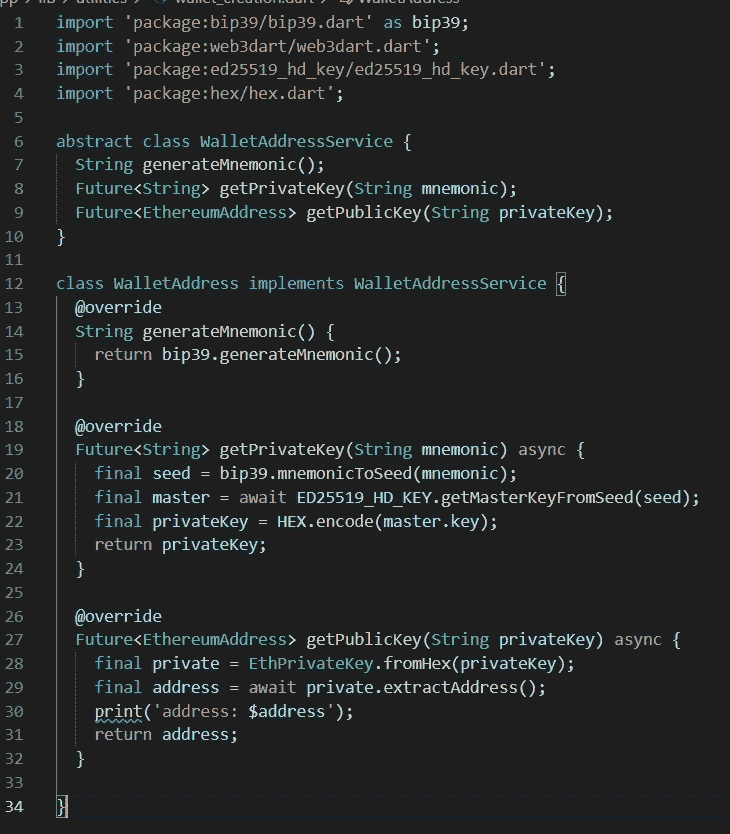 pp > lib > utilities > wallet_creation.dart > WalletAddress
1 import 'package:bip39/bip39.dart' as bip39;
2 import 'package:web3dart/web3dart.dart';
3 import 'package:ed25519_hd_key/ed25519_hd_key.dart';
4 import 'package:hex/hex.dart';
5
6 abstract class WalletAddressService {
7   String generateMnemonic();
8   Future<String> getPrivateKey(String mnemonic);
9   Future<EthereumAddress> getPublicKey(String privateKey);
10 }
11
12 class WalletAddress implements WalletAddressService {
13   @override
14   String generateMnemonic() {
15     return bip39.generateMnemonic();
16   }
17
18   @override
19   Future<String> getPrivateKey(String mnemonic) async {
20     final seed = bip39.mnemonicToSeed(mnemonic);
21     final master = await ED25519_HD_KEY.getMasterKeyFromSeed(seed);
22     final privateKey = HEX.encode(master.key);
23     return privateKey;
24   }
25
26   @override
27   Future<EthereumAddress> getPublicKey(String privateKey) async {
28     final private = EthPrivateKey.fromHex(privateKey);
29     final address = await private.extractAddress();
30     print('address: $address');
31     return address;
32   }
33
34 }